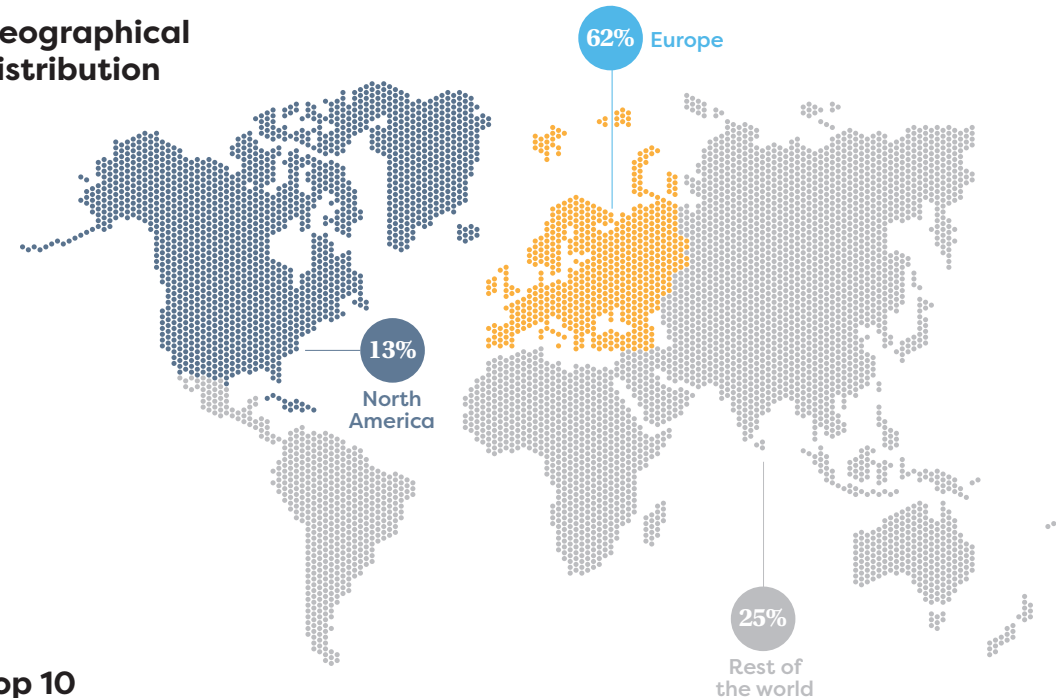 eographical
istribution
62% Europe
13%
North
America
25%
Rest of
the world
op 10